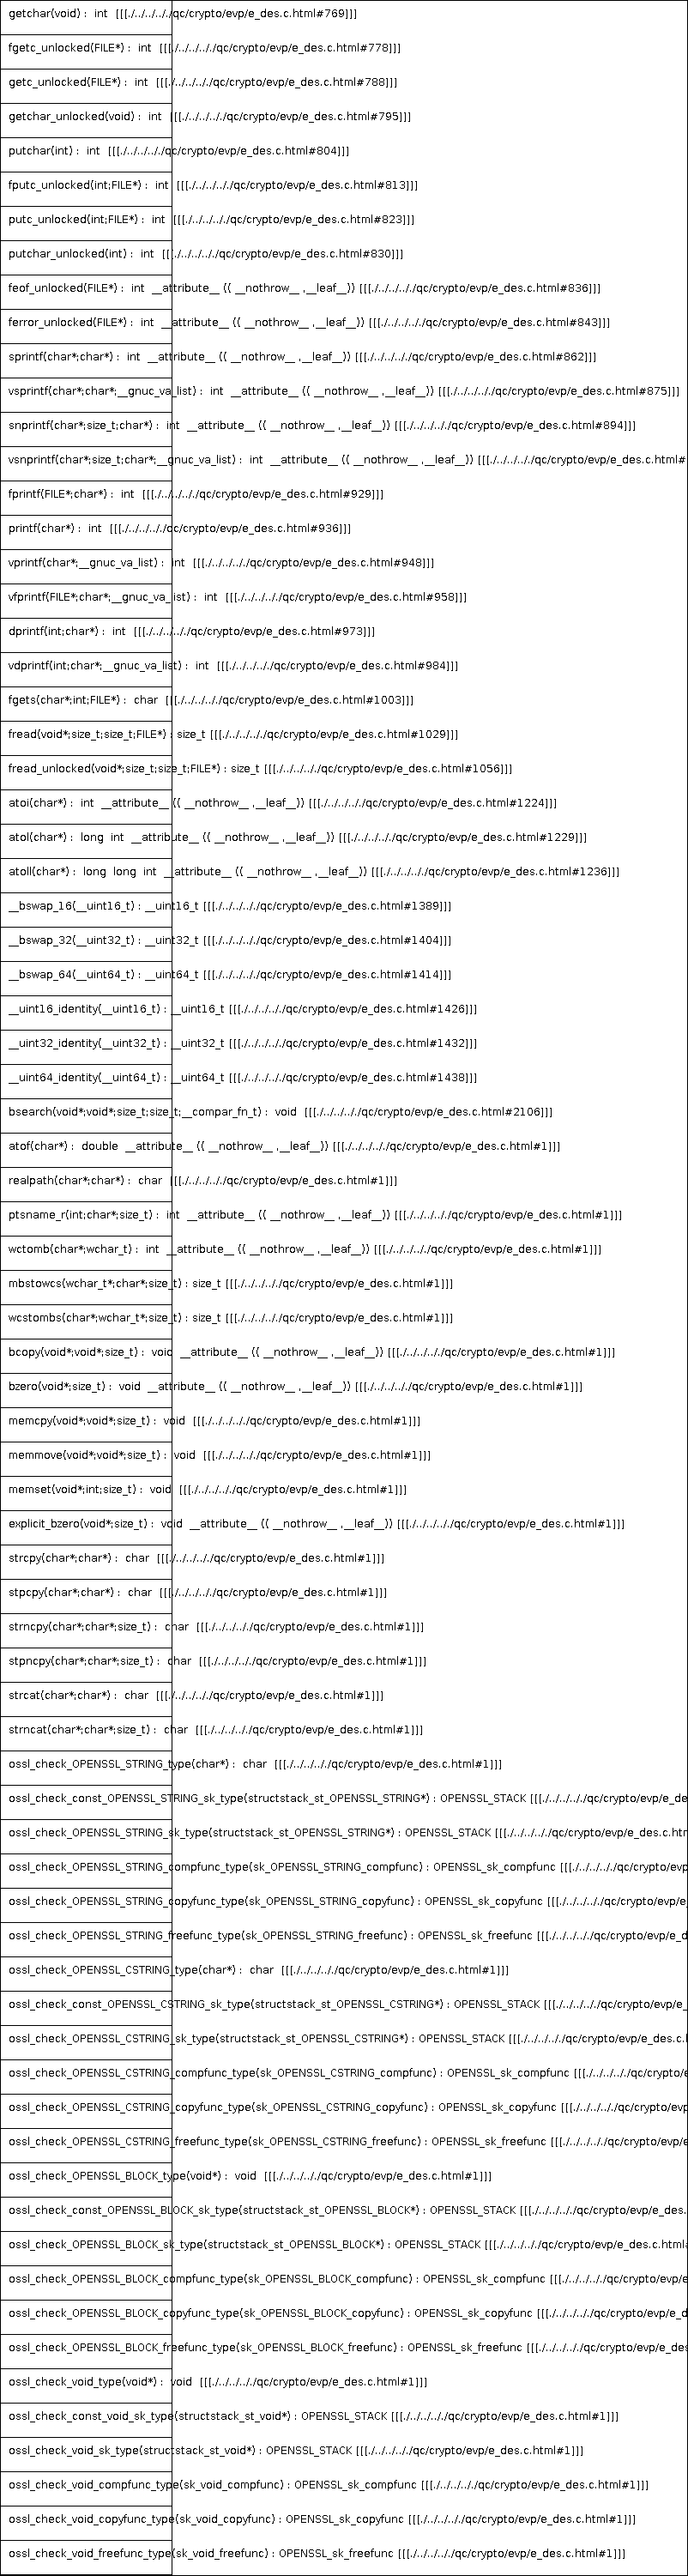 getchar(void) :  int  [[[./../../../../qc/crypto/evp/e_des.c.html#769]]]
fgetc_unlocked(FILE*) :  int  [[[./../../../../qc/crypto/evp/e_des.c.html#778]]]
getc_unlocked(FILE*) :  int  [[[./../../../../qc/crypto/evp/e_des.c.html#788]]]
getchar_unlocked(void) :  int  [[[./../../../../qc/crypto/evp/e_des.c.html#795]]]
putchar(int) :  int  [[[./../../../../qc/crypto/evp/e_des.c.html#804]]]
fputc_unlocked(int;FILE*) :  int  [[[./../../../../qc/crypto/evp/e_des.c.html#813]]]
putc_unlocked(int;FILE*) :  int  [[[./../../../../qc/crypto/evp/e_des.c.html#823]]]
putchar_unlocked(int) :  int  [[[./../../../../qc/crypto/evp/e_des.c.html#830]]]
feof_unlocked(FILE*) :  int  __attribute__ (( __nothrow__ ,__leaf__)) [[[./../../../../qc/crypto/evp/e_des.c.html#836]]]
ferror_unlocked(FILE*) :  int  __attribute__ (( __nothrow__ ,__leaf__)) [[[./../../../../qc/crypto/evp/e_des.c.html#843]]]
sprintf(char*;char*) :  int  __attribute__ (( __nothrow__ ,__leaf__)) [[[./../../../../qc/crypto/evp/e_des.c.html#862]]]
vsprintf(char*;char*;__gnuc_va_list) :  int  __attribute__ (( __nothrow__ ,__leaf__)) [[[./../../../../qc/crypto/evp/e_des.c.html#875]]]
snprintf(char*;size_t;char*) :  int  __attribute__ (( __nothrow__ ,__leaf__)) [[[./../../../../qc/crypto/evp/e_des.c.html#894]]]
vsnprintf(char*;size_t;char*;__gnuc_va_list) :  int  __attribute__ (( __nothrow__ ,__leaf__)) [[[./../../../../qc/crypto/evp/e_des.c.html#
fprintf(FILE*;char*) :  int  [[[./../../../../qc/crypto/evp/e_des.c.html#929]]]
printf(char*) :  int  [[[./../../../../qc/crypto/evp/e_des.c.html#936]]]
vprintf(char*;__gnuc_va_list) :  int  [[[./../../../../qc/crypto/evp/e_des.c.html#948]]]
vfprintf(FILE*;char*;__gnuc_va_list) :  int  [[[./../../../../qc/crypto/evp/e_des.c.html#958]]]
dprintf(int;char*) :  int  [[[./../../../../qc/crypto/evp/e_des.c.html#973]]]
vdprintf(int;char*;__gnuc_va_list) :  int  [[[./../../../../qc/crypto/evp/e_des.c.html#984]]]
fgets(char*;int;FILE*) :  char  [[[./../../../../qc/crypto/evp/e_des.c.html#1003]]]
fread(void*;size_t;size_t;FILE*) : size_t [[[./../../../../qc/crypto/evp/e_des.c.html#1029]]]
fread_unlocked(void*;size_t;size_t;FILE*) : size_t [[[./../../../../qc/crypto/evp/e_des.c.html#1056]]]
atoi(char*) :  int  __attribute__ (( __nothrow__ ,__leaf__)) [[[./../../../../qc/crypto/evp/e_des.c.html#1224]]]
atol(char*) :  long  int  __attribute__ (( __nothrow__ ,__leaf__)) [[[./../../../../qc/crypto/evp/e_des.c.html#1229]]]
atoll(char*) :  long  long  int  __attribute__ (( __nothrow__ ,__leaf__)) [[[./../../../../qc/crypto/evp/e_des.c.html#1236]]]
__bswap_16(__uint16_t) : __uint16_t [[[./../../../../qc/crypto/evp/e_des.c.html#1389]]]
__bswap_32(__uint32_t) : __uint32_t [[[./../../../../qc/crypto/evp/e_des.c.html#1404]]]
__bswap_64(__uint64_t) : __uint64_t [[[./../../../../qc/crypto/evp/e_des.c.html#1414]]]
__uint16_identity(__uint16_t) : __uint16_t [[[./../../../../qc/crypto/evp/e_des.c.html#1426]]]
__uint32_identity(__uint32_t) : __uint32_t [[[./../../../../qc/crypto/evp/e_des.c.html#1432]]]
__uint64_identity(__uint64_t) : __uint64_t [[[./../../../../qc/crypto/evp/e_des.c.html#1438]]]
bsearch(void*;void*;size_t;size_t;__compar_fn_t) :  void  [[[./../../../../qc/crypto/evp/e_des.c.html#2106]]]
atof(char*) :  double  __attribute__ (( __nothrow__ ,__leaf__)) [[[./../../../../qc/crypto/evp/e_des.c.html#1]]]
realpath(char*;char*) :  char  [[[./../../../../qc/crypto/evp/e_des.c.html#1]]]
ptsname_r(int;char*;size_t) :  int  __attribute__ (( __nothrow__ ,__leaf__)) [[[./../../../../qc/crypto/evp/e_des.c.html#1]]]
wctomb(char*;wchar_t) :  int  __attribute__ (( __nothrow__ ,__leaf__)) [[[./../../../../qc/crypto/evp/e_des.c.html#1]]]
mbstowcs(wchar_t*;char*;size_t) : size_t [[[./../../../../qc/crypto/evp/e_des.c.html#1]]]
wcstombs(char*;wchar_t*;size_t) : size_t [[[./../../../../qc/crypto/evp/e_des.c.html#1]]]
bcopy(void*;void*;size_t) :  void  __attribute__ (( __nothrow__ ,__leaf__)) [[[./../../../../qc/crypto/evp/e_des.c.html#1]]]
bzero(void*;size_t) :  void  __attribute__ (( __nothrow__ ,__leaf__)) [[[./../../../../qc/crypto/evp/e_des.c.html#1]]]
memcpy(void*;void*;size_t) :  void  [[[./../../../../qc/crypto/evp/e_des.c.html#1]]]
memmove(void*;void*;size_t) :  void  [[[./../../../../qc/crypto/evp/e_des.c.html#1]]]
memset(void*;int;size_t) :  void  [[[./../../../../qc/crypto/evp/e_des.c.html#1]]]
explicit_bzero(void*;size_t) :  void  __attribute__ (( __nothrow__ ,__leaf__)) [[[./../../../../qc/crypto/evp/e_des.c.html#1]]]
strcpy(char*;char*) :  char  [[[./../../../../qc/crypto/evp/e_des.c.html#1]]]
stpcpy(char*;char*) :  char  [[[./../../../../qc/crypto/evp/e_des.c.html#1]]]
strncpy(char*;char*;size_t) :  char  [[[./../../../../qc/crypto/evp/e_des.c.html#1]]]
stpncpy(char*;char*;size_t) :  char  [[[./../../../../qc/crypto/evp/e_des.c.html#1]]]
strcat(char*;char*) :  char  [[[./../../../../qc/crypto/evp/e_des.c.html#1]]]
strncat(char*;char*;size_t) :  char  [[[./../../../../qc/crypto/evp/e_des.c.html#1]]]
ossl_check_OPENSSL_STRING_type(char*) :  char  [[[./../../../../qc/crypto/evp/e_des.c.html#1]]]
ossl_check_const_OPENSSL_STRING_sk_type(structstack_st_OPENSSL_STRING*) : OPENSSL_STACK [[[./../../../../qc/crypto/evp/e_de
ossl_check_OPENSSL_STRING_sk_type(structstack_st_OPENSSL_STRING*) : OPENSSL_STACK [[[./../../../../qc/crypto/evp/e_des.c.htm
ossl_check_OPENSSL_STRING_compfunc_type(sk_OPENSSL_STRING_compfunc) : OPENSSL_sk_compfunc [[[./../../../../qc/crypto/evp
ossl_check_OPENSSL_STRING_copyfunc_type(sk_OPENSSL_STRING_copyfunc) : OPENSSL_sk_copyfunc [[[./../../../../qc/crypto/evp/e_
ossl_check_OPENSSL_STRING_freefunc_type(sk_OPENSSL_STRING_freefunc) : OPENSSL_sk_freefunc [[[./../../../../qc/crypto/evp/e_d
ossl_check_OPENSSL_CSTRING_type(char*) :  char  [[[./../../../../qc/crypto/evp/e_des.c.html#1]]]
ossl_check_const_OPENSSL_CSTRING_sk_type(structstack_st_OPENSSL_CSTRING*) : OPENSSL_STACK [[[./../../../../qc/crypto/evp/e_
ossl_check_OPENSSL_CSTRING_sk_type(structstack_st_OPENSSL_CSTRING*) : OPENSSL_STACK [[[./../../../../qc/crypto/evp/e_des.c.
ossl_check_OPENSSL_CSTRING_compfunc_type(sk_OPENSSL_CSTRING_compfunc) : OPENSSL_sk_compfunc [[[./../../../../qc/crypto/e
ossl_check_OPENSSL_CSTRING_copyfunc_type(sk_OPENSSL_CSTRING_copyfunc) : OPENSSL_sk_copyfunc [[[./../../../../qc/crypto/evp
ossl_check_OPENSSL_CSTRING_freefunc_type(sk_OPENSSL_CSTRING_freefunc) : OPENSSL_sk_freefunc [[[./../../../../qc/crypto/evp/e
ossl_check_OPENSSL_BLOCK_type(void*) :  void  [[[./../../../../qc/crypto/evp/e_des.c.html#1]]]
ossl_check_const_OPENSSL_BLOCK_sk_type(structstack_st_OPENSSL_BLOCK*) : OPENSSL_STACK [[[./../../../../qc/crypto/evp/e_des.
ossl_check_OPENSSL_BLOCK_sk_type(structstack_st_OPENSSL_BLOCK*) : OPENSSL_STACK [[[./../../../../qc/crypto/evp/e_des.c.html
ossl_check_OPENSSL_BLOCK_compfunc_type(sk_OPENSSL_BLOCK_compfunc) : OPENSSL_sk_compfunc [[[./../../../../qc/crypto/evp/e
ossl_check_OPENSSL_BLOCK_copyfunc_type(sk_OPENSSL_BLOCK_copyfunc) : OPENSSL_sk_copyfunc [[[./../../../../qc/crypto/evp/e_d
ossl_check_OPENSSL_BLOCK_freefunc_type(sk_OPENSSL_BLOCK_freefunc) : OPENSSL_sk_freefunc [[[./../../../../qc/crypto/evp/e_des
ossl_check_void_type(void*) :  void  [[[./../../../../qc/crypto/evp/e_des.c.html#1]]]
ossl_check_const_void_sk_type(structstack_st_void*) : OPENSSL_STACK [[[./../../../../qc/crypto/evp/e_des.c.html#1]]]
ossl_check_void_sk_type(structstack_st_void*) : OPENSSL_STACK [[[./../../../../qc/crypto/evp/e_des.c.html#1]]]
ossl_check_void_compfunc_type(sk_void_compfunc) : OPENSSL_sk_compfunc [[[./../../../../qc/crypto/evp/e_des.c.html#1]]]
ossl_check_void_copyfunc_type(sk_void_copyfunc) : OPENSSL_sk_copyfunc [[[./../../../../qc/crypto/evp/e_des.c.html#1]]]
ossl_check_void_freefunc_type(sk_void_freefunc) : OPENSSL_sk_freefunc [[[./../../../../qc/crypto/evp/e_des.c.html#1]]]